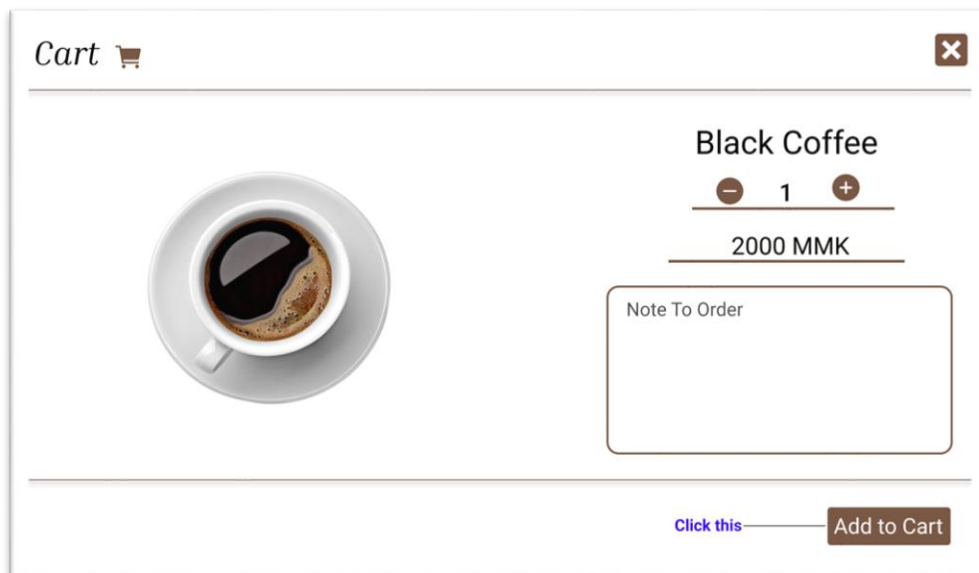 Cart
Black Coffee
1
2000 MMK
Note To Order
Click this
Add to Cart